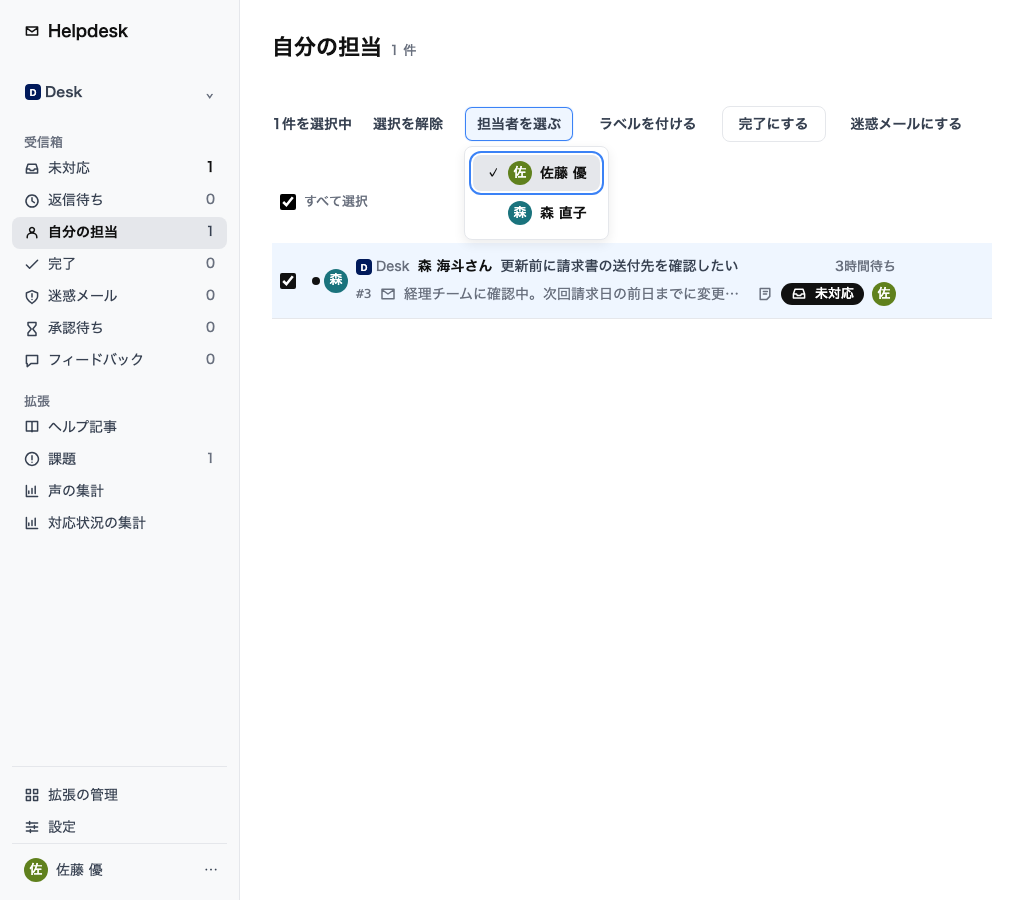 Helpdesk
D Desk
受信箱
未対応 1
返信待ち 0
自分の担当 1
完了 0
迷惑メール 0
承認待ち 0
フィードバック 0
拡張
ヘルプ記事
課題 1
声の集計
対応状況の集計
拡張の管理
設定
佐 佐藤 優 …
自分の担当 1 件
1件を選択中 選択を解除 担当者を選ぶ ラベルを付ける 完了にする 迷惑メールにする
✓ 佐 佐藤 優
森 森 直子
すべて選択
森 D Desk 森 海斗さん 更新前に請求書の送付先を確認したい 3時間待ち
#3 経理チームに確認中。次回請求日の前日までに変更… 未対応 佐